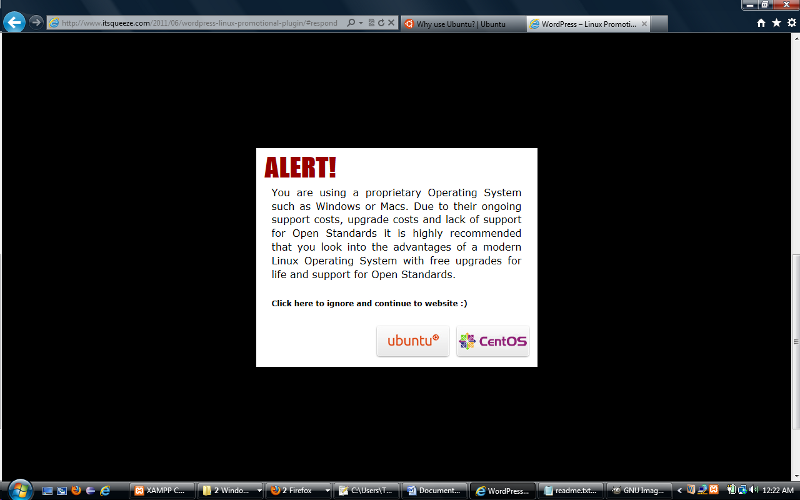 http://www.itsqueeze.com/2011/06/wordpress-linux-promotional-plugin/#respond
Why use Ubuntu? | Ubuntu
WordPress – Linux Promoti...
ALERT!
You are using a proprietary Operating System
such as Windows or Macs. Due to their ongoing
support costs, upgrade costs and lack of support
for Open Standards it is highly recommended
that you look into the advantages of a modern
Linux Operating System with free upgrades for
life and support for Open Standards.
Click here to ignore and continue to website :)
ubuntu®
CentOS
XAMPP C...
2 Windo...
2 Firefox
C:\Users\T...
Document...
WordPress...
readme.txt...
GNU Imag...
12:22 AM